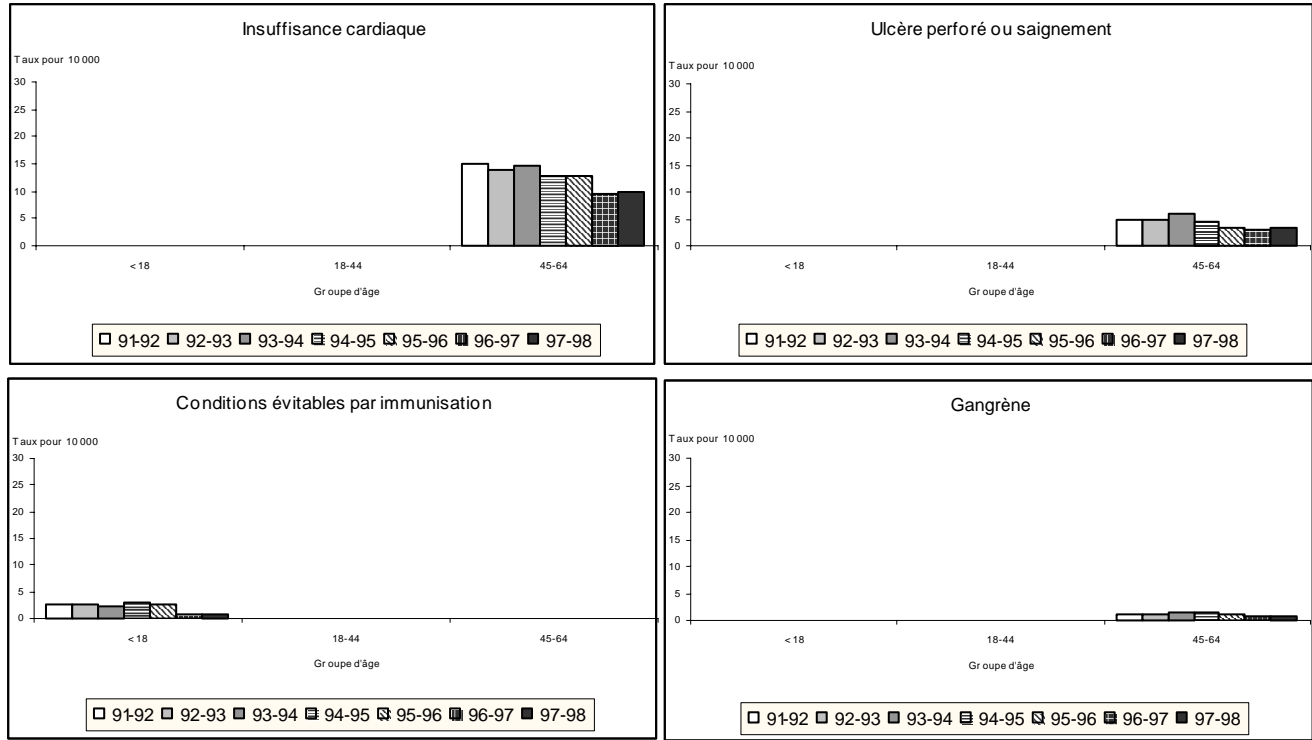 Insuffisance cardiaque
Taux pour 10 000
30
25
20
15
10
5
0
< 18 18-44 45-64
Groupe d'âge
91-92 92-93 93-94 94-95 95-96 96-97 97-98
Ulcère perforé ou saignement
Taux pour 10 000
30
25
20
15
10
5
0
< 18 18-44 45-64
Groupe d'âge
91-92 92-93 93-94 94-95 95-96 96-97 97-98
Conditions évitables par immunisation
Taux pour 10 000
30
25
20
15
10
5
0
< 18 18-44 45-64
Groupe d'âge
91-92 92-93 93-94 94-95 95-96 96-97 97-98
Gangrène
Taux pour 10 000
30
25
20
15
10
5
0
< 18 18-44 45-64
Groupe d'âge
91-92 92-93 93-94 94-95 95-96 96-97 97-98